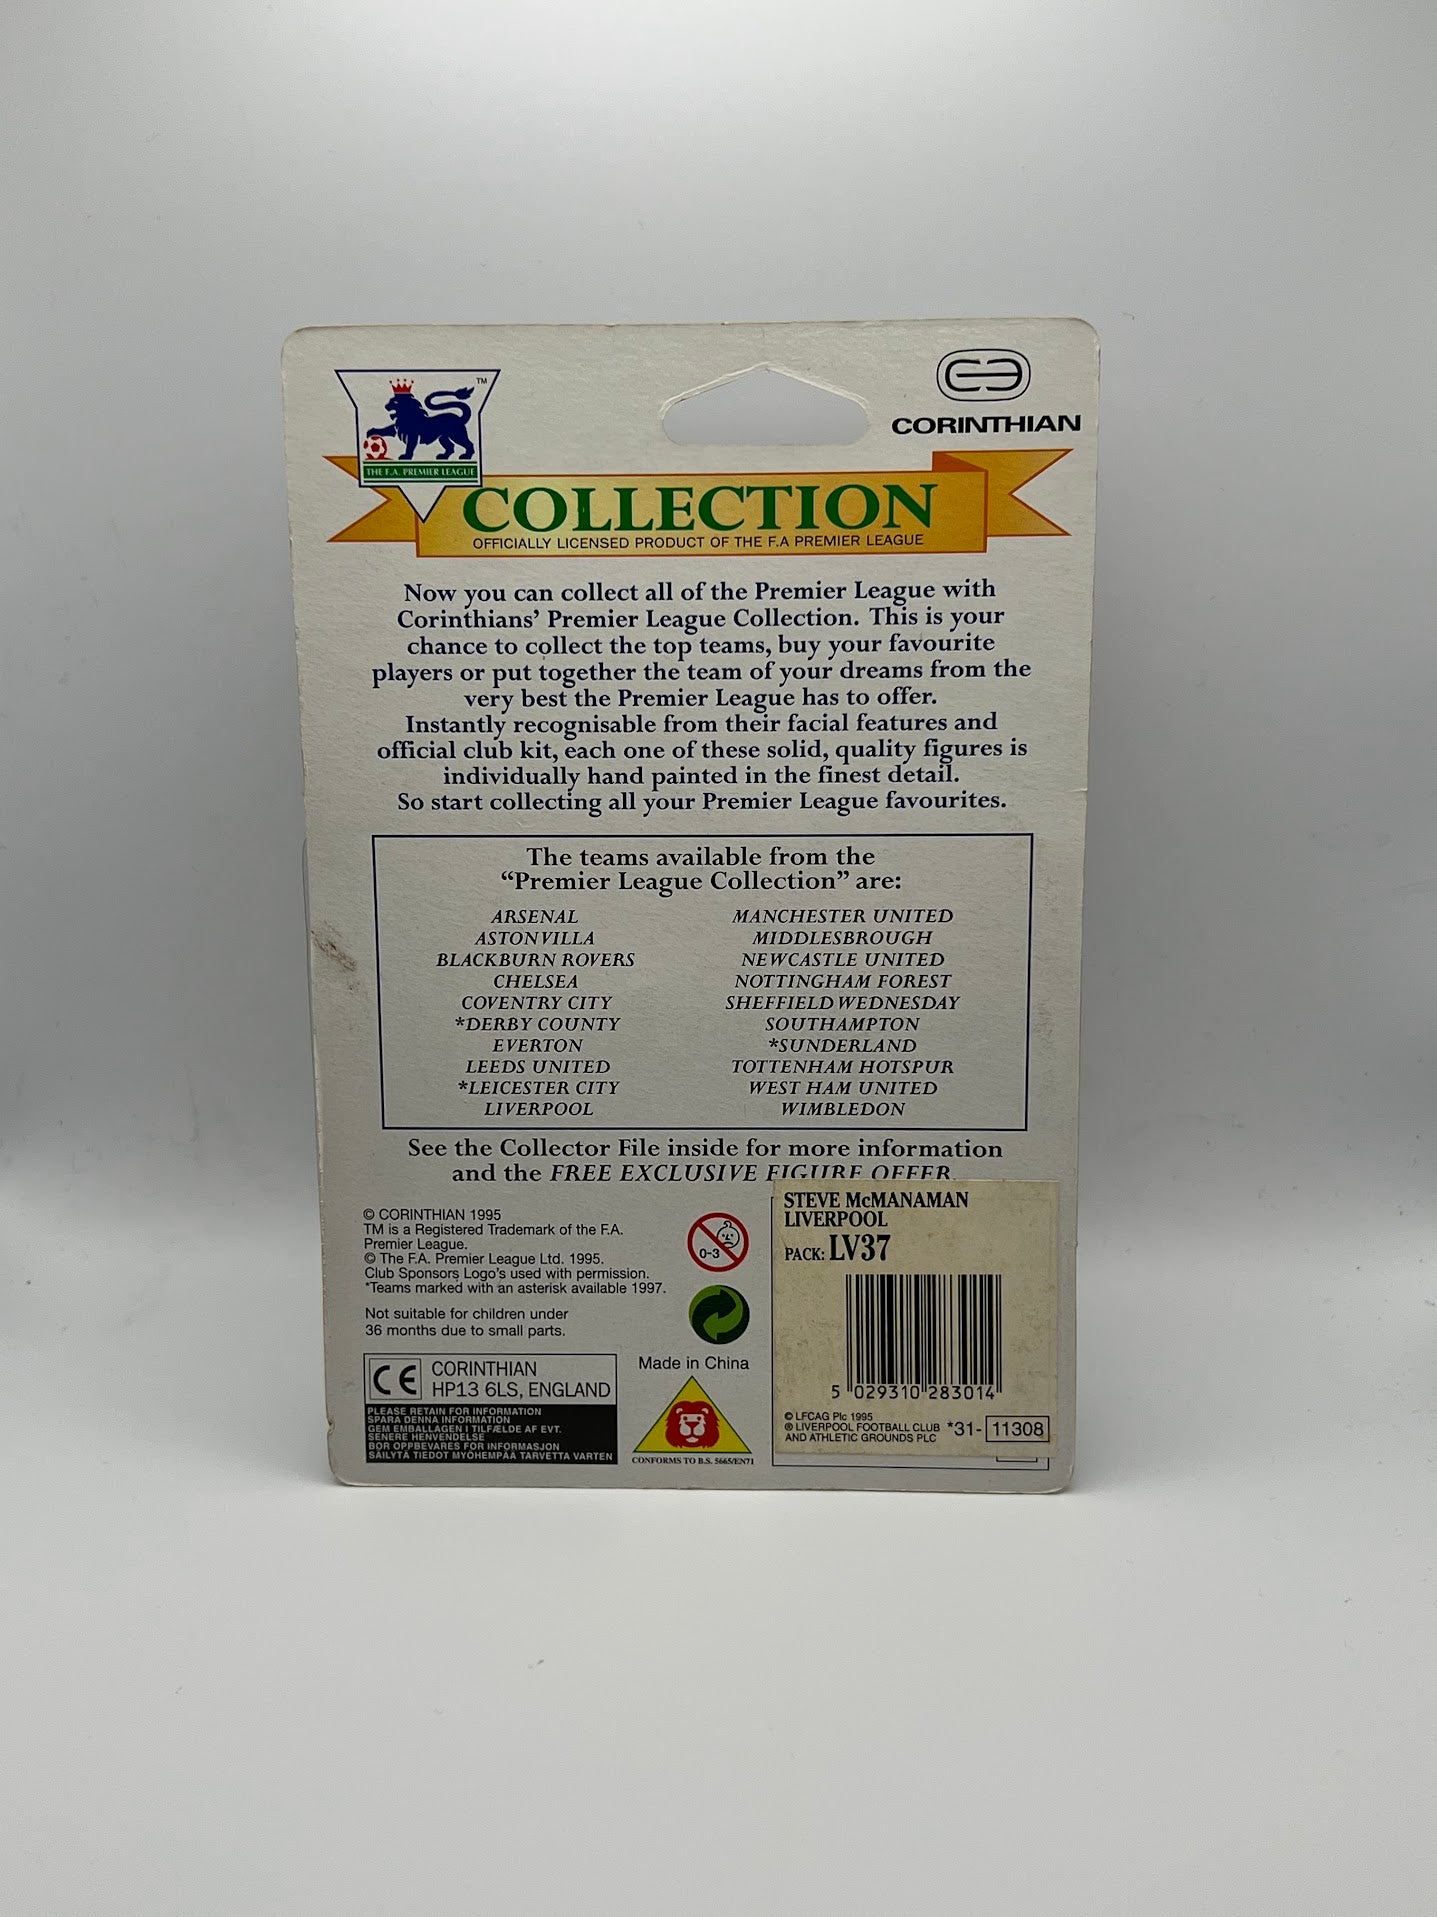 TM
THE F.A. PREMIER LEAGUE
CORINTHIAN
COLLECTION
OFFICIALLY LICENSED PRODUCT OF THE F.A PREMIER LEAGUE
Now you can collect all of the Premier League with
Corinthians’ Premier League Collection. This is your
chance to collect the top teams, buy your favourite
players or put together the team of your dreams from the
very best the Premier League has to offer.
Instantly recognisable from their facial features and
official club kit, each one of these solid, quality figures is
individually hand painted in the finest detail.
So start collecting all your Premier League favourites.
The teams available from the
“Premier League Collection” are:
ARSENAL
ASTON VILLA
BLACKBURN ROVERS
CHELSEA
COVENTRY CITY
*DERBY COUNTY
EVERTON
LEEDS UNITED
*LEICESTER CITY
LIVERPOOL
MANCHESTER UNITED
MIDDLESBROUGH
NEWCASTLE UNITED
NOTTINGHAM FOREST
SHEFFIELD WEDNESDAY
SOUTHAMPTON
*SUNDERLAND
TOTTENHAM HOTSPUR
WEST HAM UNITED
WIMBLEDON
See the Collector File inside for more information
and the FREE EXCLUSIVE FIGURE OFFER.
© CORINTHIAN 1995
TM is a Registered Trademark of the F.A.
Premier League.
© The F.A. Premier League Ltd. 1995.
Club Sponsors Logo's used with permission.
*Teams marked with an asterisk available 1997.
Not suitable for children under
36 months due to small parts.
CE CORINTHIAN
HP13 6LS, ENGLAND
PLEASE RETAIN FOR INFORMATION
SPARA DENNA INFORMATION
GEM EMBALLAGEN I TILFÆLDE AF EVT.
SENERE HENVENDELSE
BØR OPPBEVARES FOR INFORMASJON
SÄILYTÄ TIEDOT MYÖHEMPÄÄ TARVETTA VARTEN
0-3
Made in China
CONFORMS TO B.S. 5665/EN71
STEVE McMANAMAN
LIVERPOOL
PACK: LV37
5 029310 283014
© LFCAG Plc 1995
® LIVERPOOL FOOTBALL CLUB
AND ATHLETIC GROUNDS PLC
*31- 11308